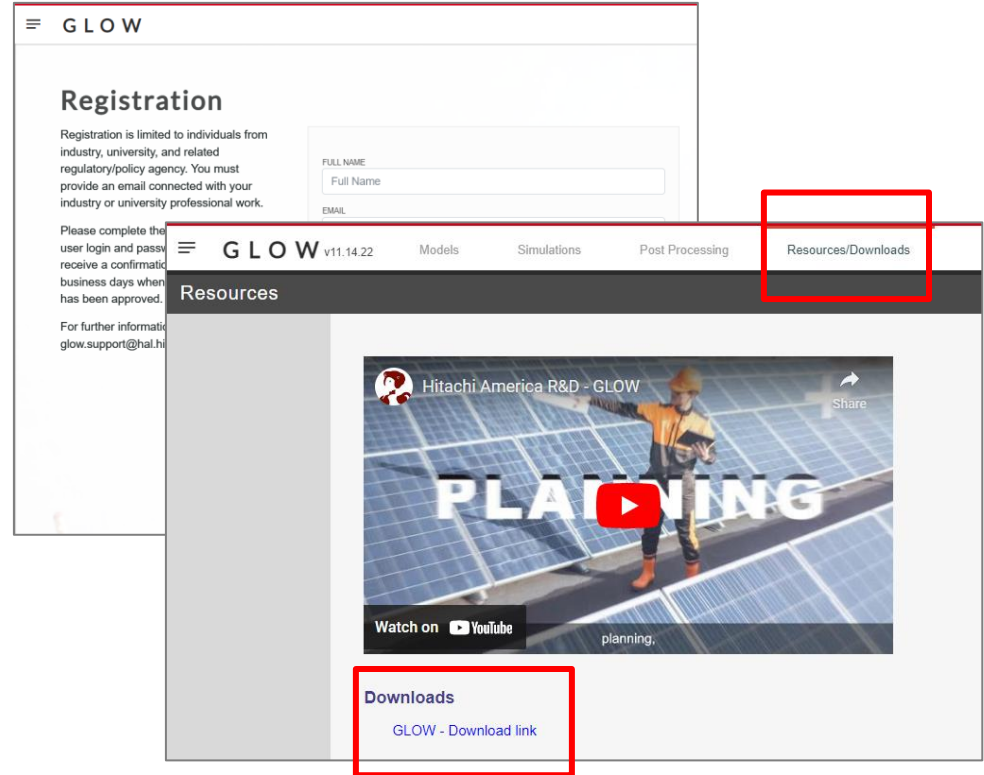 GLOW
Registration
Registration is limited to individuals from
industry, university, and related
regulatory/policy agency. You must
provide an email connected with your
industry or university professional work.
Please complete the
user login and passw
receive a confirmatio
business days when
has been approved.
For further informatio
glow.support@hal.hi
FULL NAME
Full Name
EMAIL
GLOW v11.14.22
Models
Simulations
Post Processing
Resources/Downloads
Resources
Hitachi America R&D - GLOW
Share
PLANNING
Watch on YouTube
planning,
Downloads
GLOW - Download link